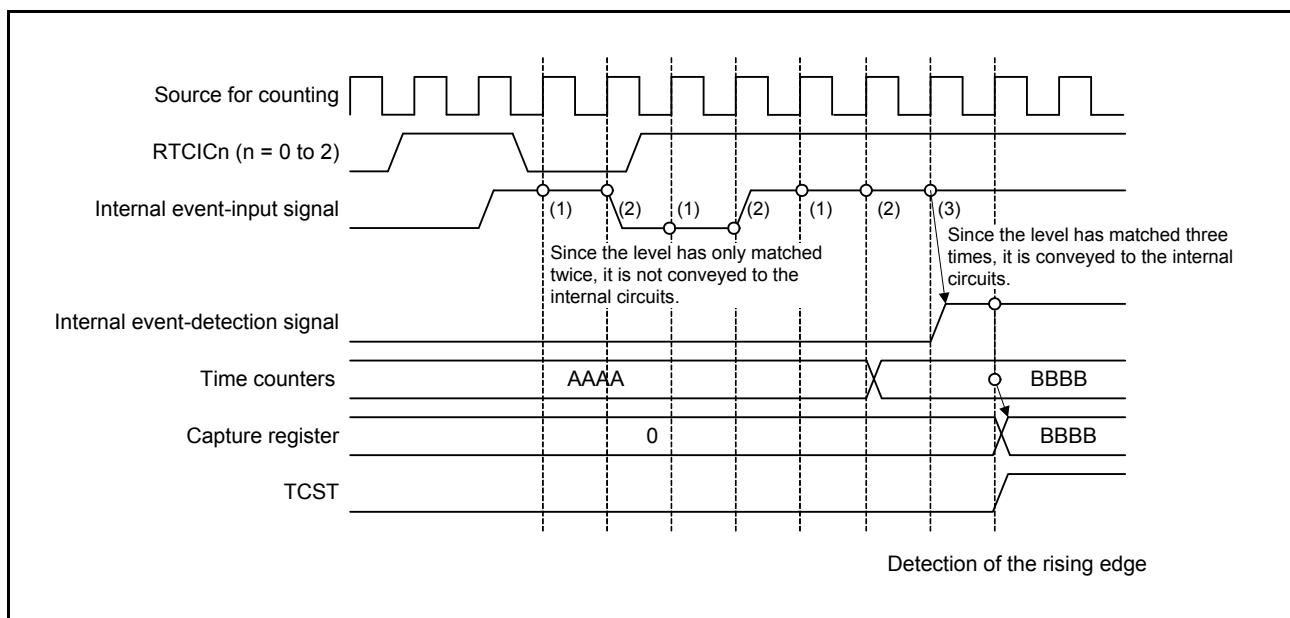 Source for counting
RTCICn (n = 0 to 2)
Internal event-input signal
(1) (2) (1) (2) (1) (2) (3)
Since the level has only matched
twice, it is not conveyed to the
internal circuits.
Since the level has matched three
times, it is conveyed to the internal
circuits.
Internal event-detection signal
Time counters
AAAA
BBBB
Capture register
0
BBBB
TCST
Detection of the rising edge